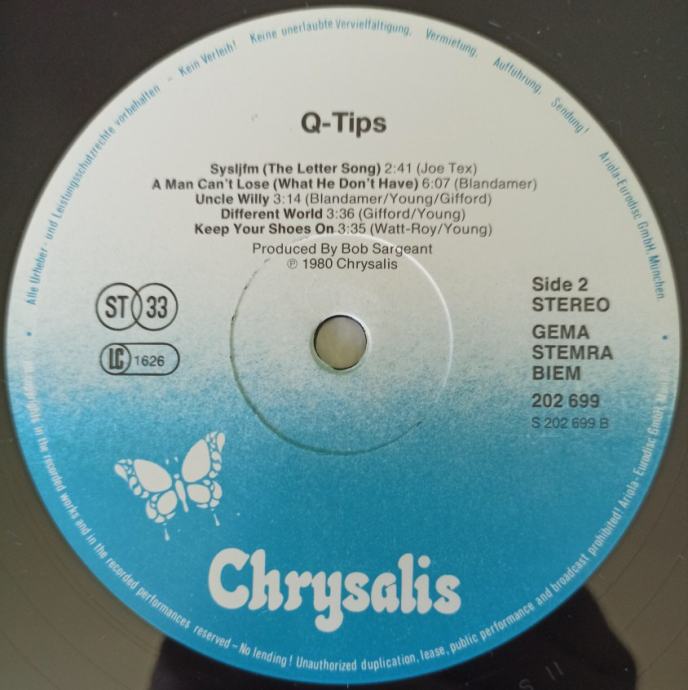 Alle Urheber- und Leistungsschutzrechte vorbehalten - Kein Verleih! Keine unerlaubte Vervielfältigung, Vermietung, Aufführung, Sendung! Ariola-Eurodisc GmbH, München.
Q-Tips
Sysljfm (The Letter Song) 2:41 (Joe Tex)
A Man Can't Lose (What He Don't Have) 6:07 (Blandamer)
Uncle Willy 3:14 (Blandamer/Young/Gifford)
Different World 3:36 (Gifford/Young)
Keep Your Shoes On 3:35 (Watt-Roy/Young)
Produced By Bob Sargeant
℗ 1980 Chrysalis
ST 33
LC 1626
Side 2
STEREO
GEMA
STEMRA
BIEM
202 699
S 202 699 B
Chrysalis
in the recorded works and in the recorded performances reserved - No lending! Unauthorized duplication, lease, public performance and broadcast prohibited! Ariola-Eurodisc GmbH,